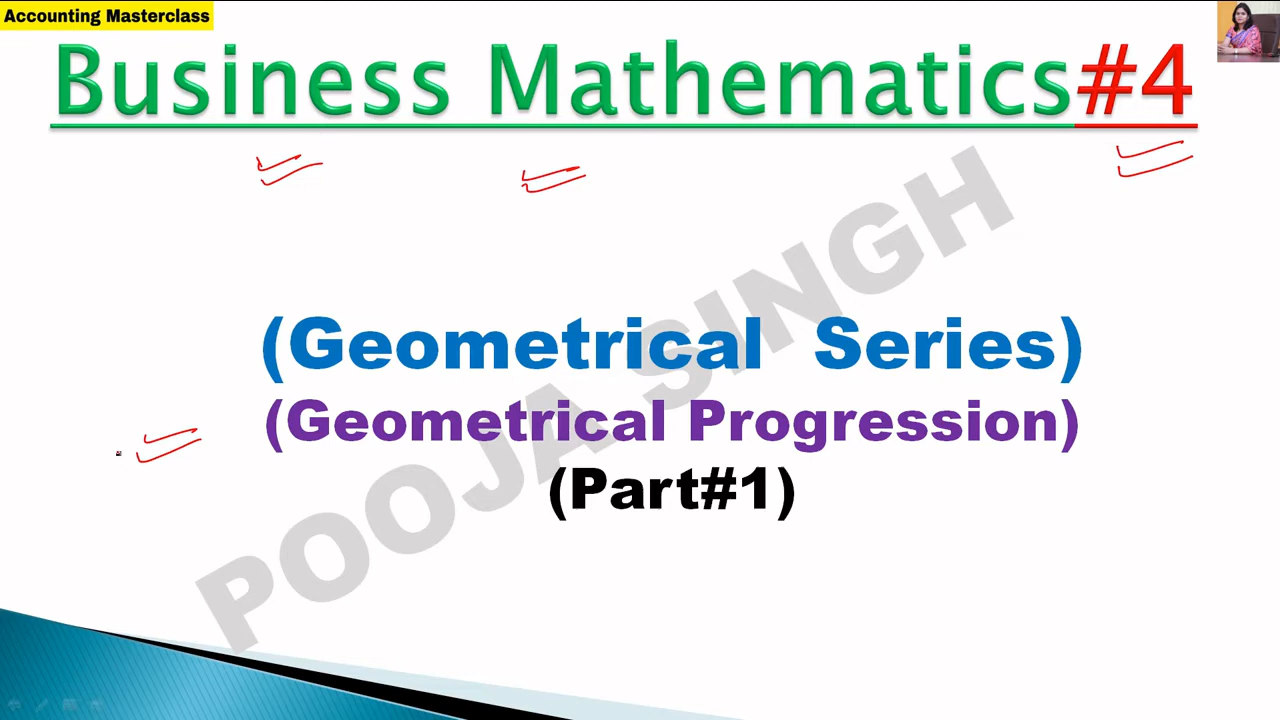 Accounting Masterclass
Business Mathematics#4
(Geometrical Series)
(Geometrical Progression)
(Part#1)
POOJA SINGH